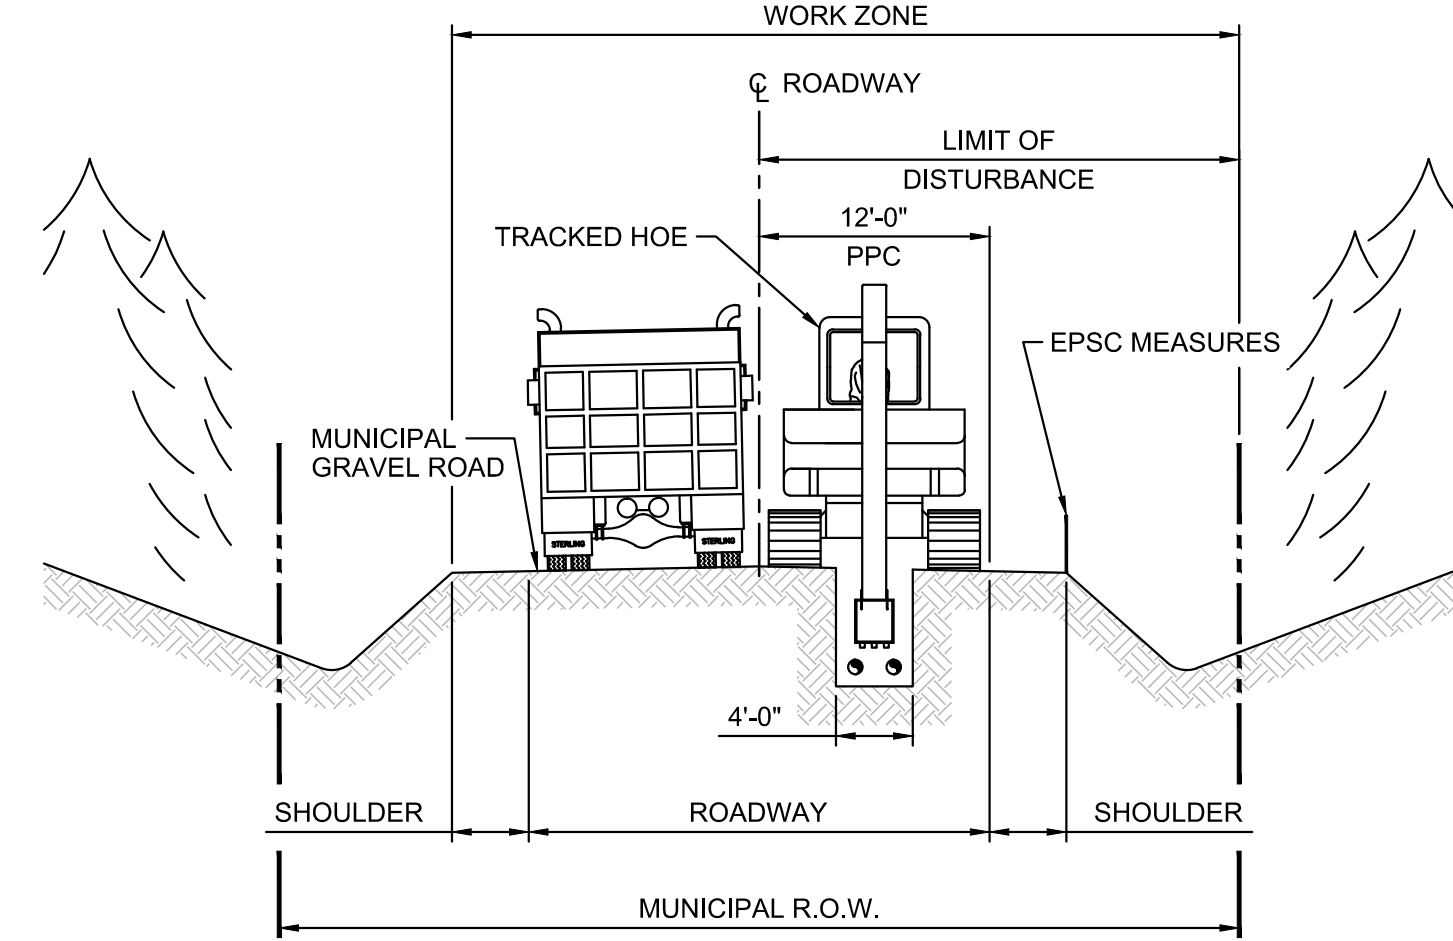 WORK ZONE
℄ ROADWAY
LIMIT OF
DISTURBANCE
12'-0"
PPC
TRACKED HOE
EPSC MEASURES
MUNICIPAL
GRAVEL ROAD
STERLING STERLING
4'-0"
SHOULDER ROADWAY SHOULDER
MUNICIPAL R.O.W.